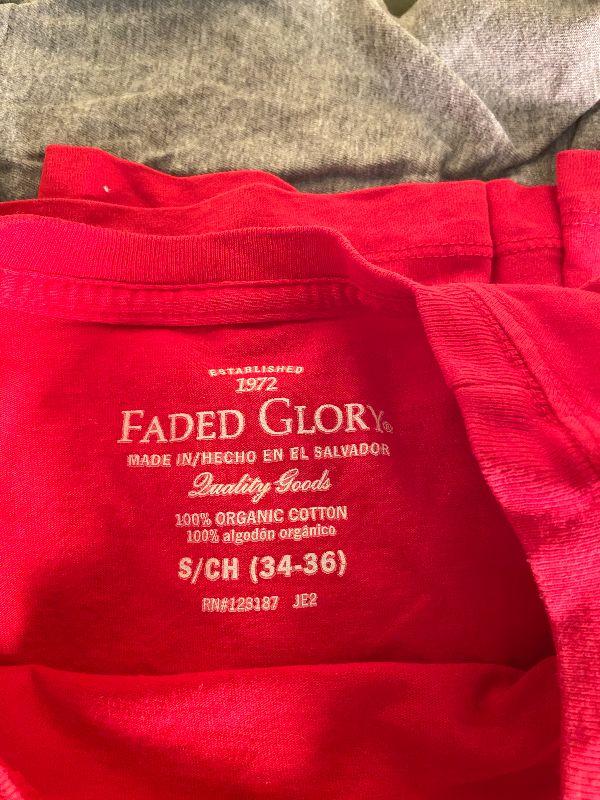 ESTABLISHED
1972
FADED GLORY®
MADE IN/HECHO EN EL SALVADOR
Quality Goods
100% ORGANIC COTTON
100% algodón orgánico
S/CH (34-36)
RN#123187 JE2